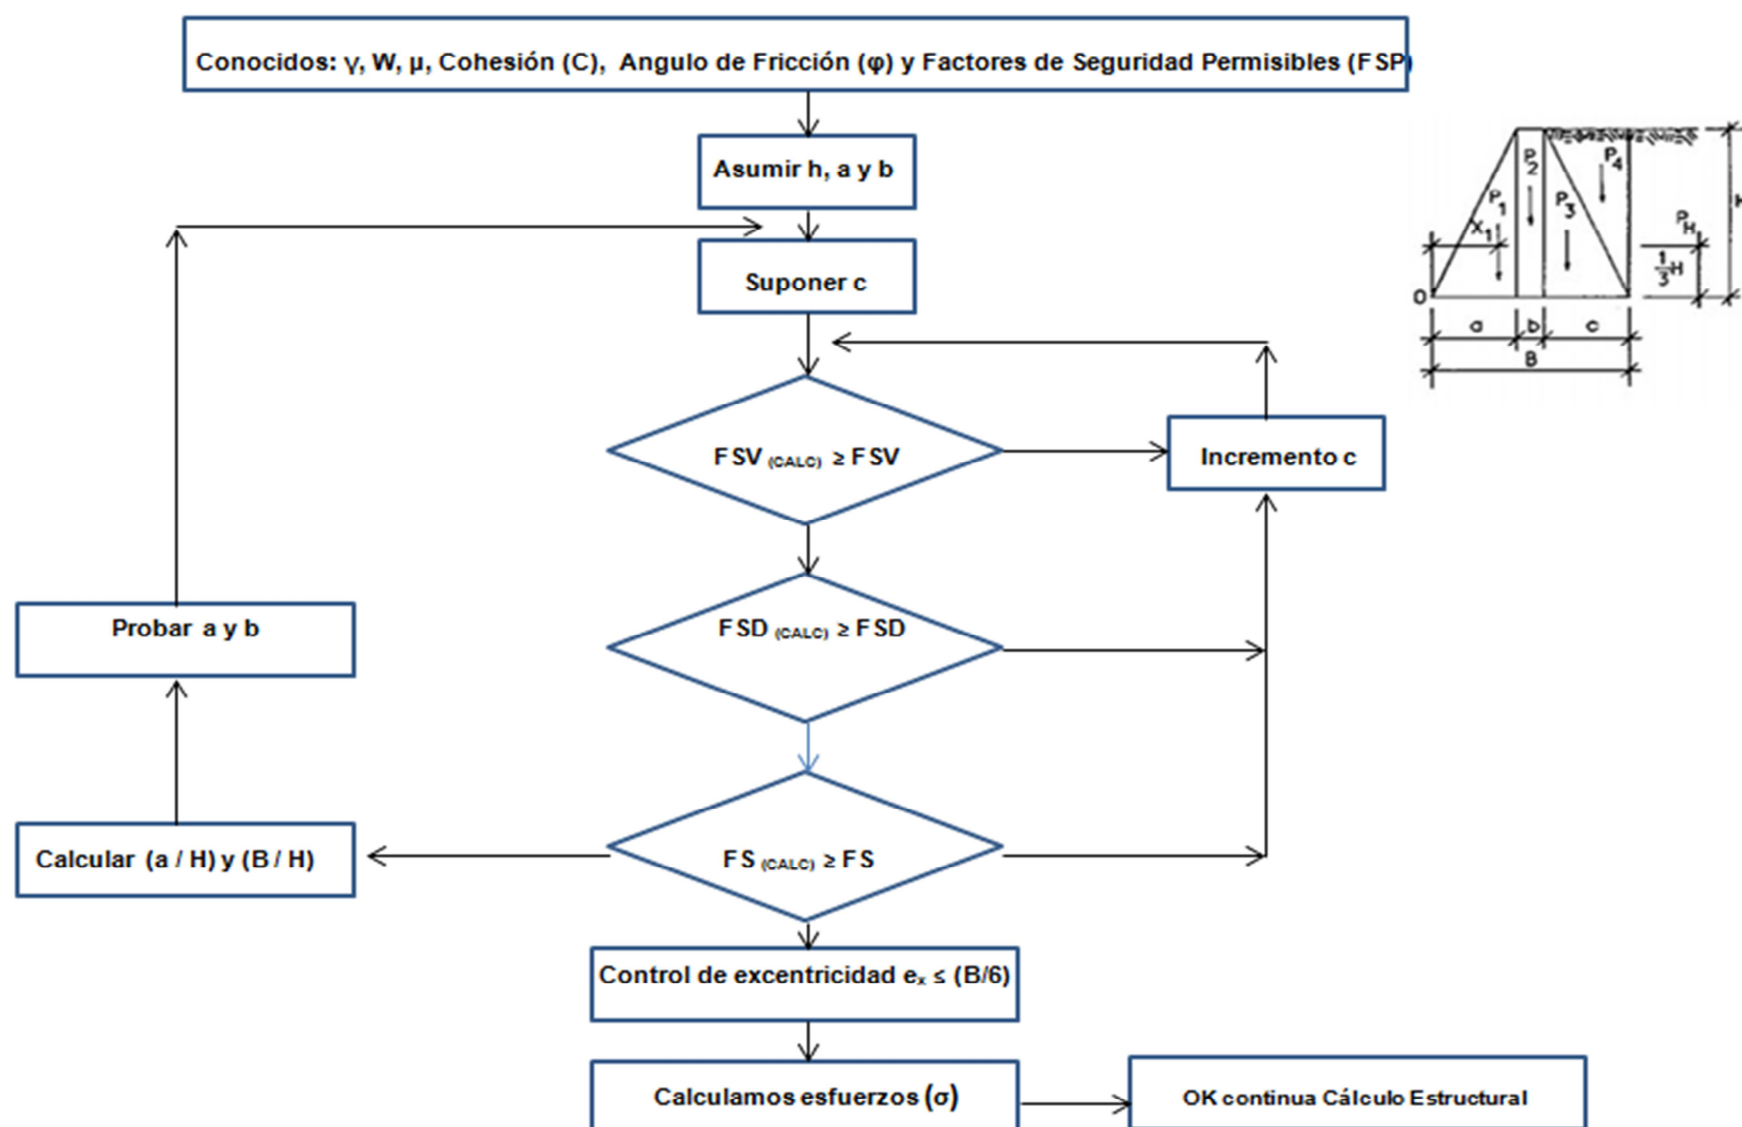 Conocidos: γ, W, μ, Cohesión (C), Angulo de Fricción (φ) y Factores de Seguridad Permisibles (FSP)
Asumir h, a y b
Suponer c
FSV (CALC) ≥ FSV
Incremento c
FSD (CALC) ≥ FSD
Probar a y b
FS (CALC) ≥ FS
Calcular (a / H) y (B / H)
Control de excentricidad eₓ ≤ (B/6)
Calculamos esfuerzos (σ)
OK continua Cálculo Estructural
P2
P4
P1
P3
X1
PH
1/3 H
O
a
b
c
B